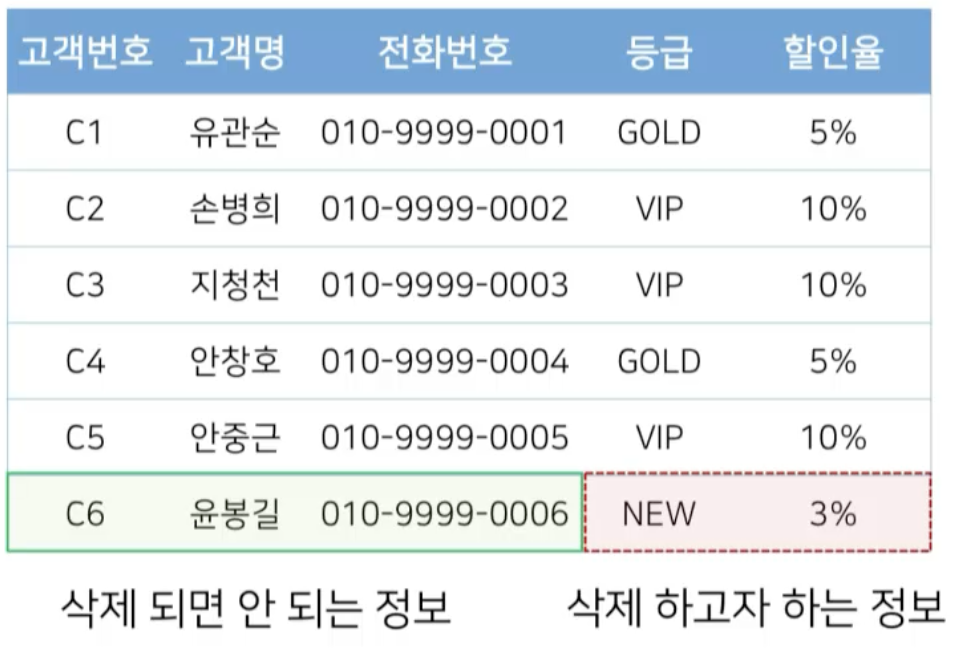 고객번호 고객명 전화번호 등급 할인율
C1 유관순 010-9999-0001 GOLD 5%
C2 손병희 010-9999-0002 VIP 10%
C3 지청천 010-9999-0003 VIP 10%
C4 안창호 010-9999-0004 GOLD 5%
C5 안중근 010-9999-0005 VIP 10%
C6 윤봉길 010-9999-0006 NEW 3%
삭제 되면 안 되는 정보 삭제 하고자 하는 정보